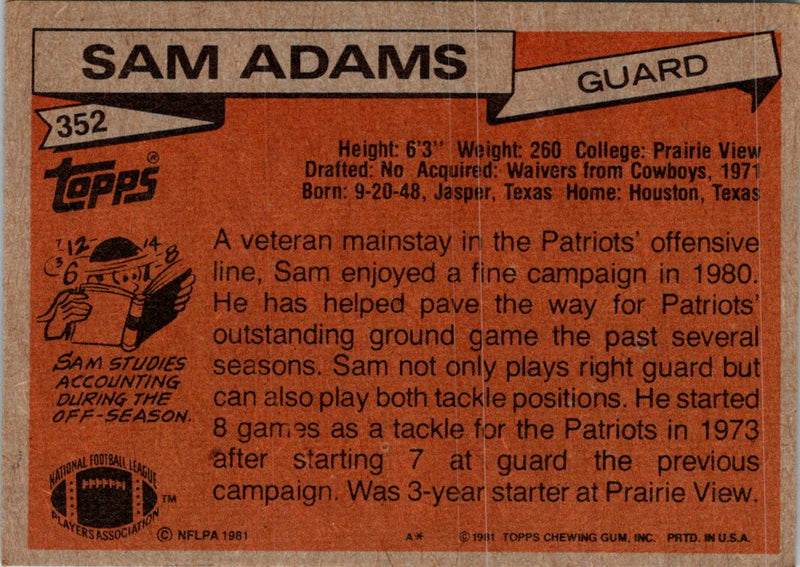 SAM ADAMS
GUARD
352
Height: 6'3" Weight: 260 College: Prairie View
Drafted: No Acquired: Waivers from Cowboys, 1971
Born: 9-20-48, Jasper, Texas Home: Houston, Texas
TOPPS®
12 14
3 6 8
A veteran mainstay in the Patriots' offensive
line, Sam enjoyed a fine campaign in 1980.
He has helped pave the way for Patriots'
outstanding ground game the past several
seasons. Sam not only plays right guard but
can also play both tackle positions. He started
8 games as a tackle for the Patriots in 1973
after starting 7 at guard the previous
campaign. Was 3-year starter at Prairie View.
SAM STUDIES
ACCOUNTING
DURING THE
OFF-SEASON.
NATIONAL FOOTBALL LEAGUE
PLAYERS ASSOCIATION
TM
© NFLPA 1981 A* © 1981 TOPPS CHEWING GUM, INC. PRTD. IN U.S.A.